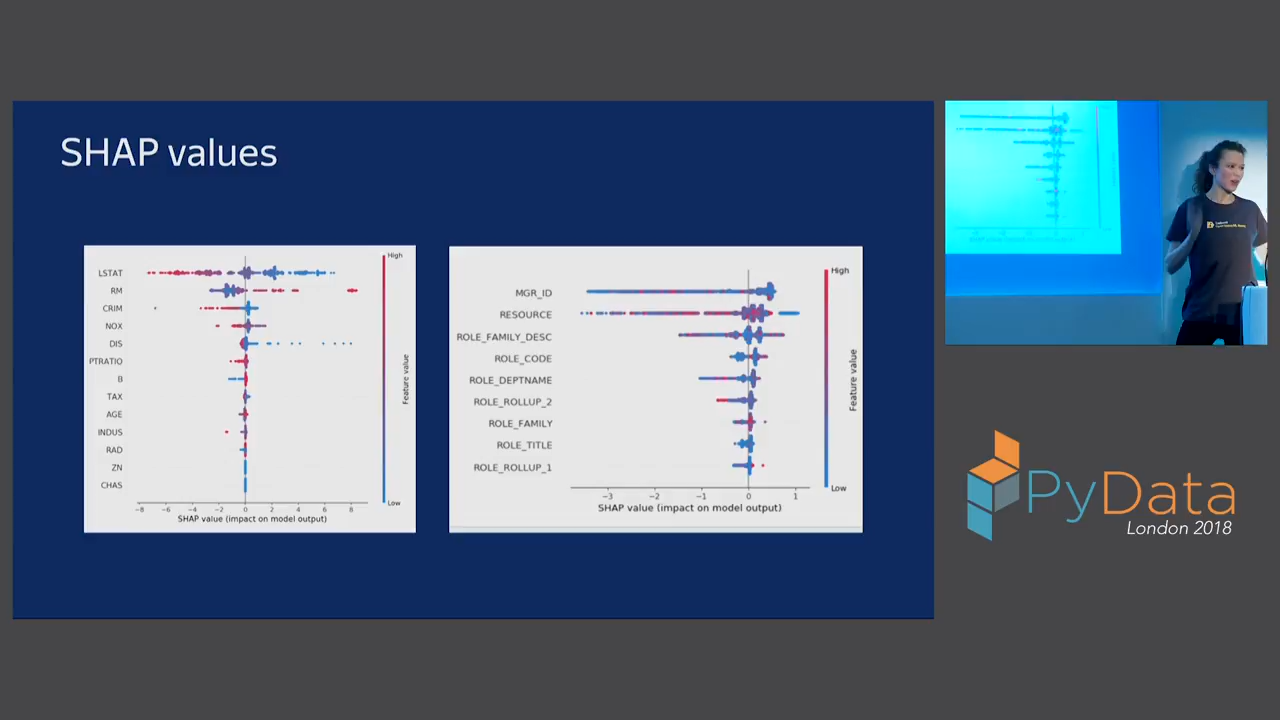 SHAP values
High
LSTAT
RM
CRIM
NOX
DIS
PTRATIO
B
TAX
AGE
INDUS
RAD
ZN
CHAS
Feature value
Low
−8 −6 −4 −2 0 2 4 6 8
SHAP value (impact on model output)
High
MGR_ID
RESOURCE
ROLE_FAMILY_DESC
ROLE_CODE
ROLE_DEPTNAME
ROLE_ROLLUP_2
ROLE_FAMILY
ROLE_TITLE
ROLE_ROLLUP_1
Feature value
Low
−3 −2 −1 0 1
SHAP value (impact on model output)
PyData
London 2018